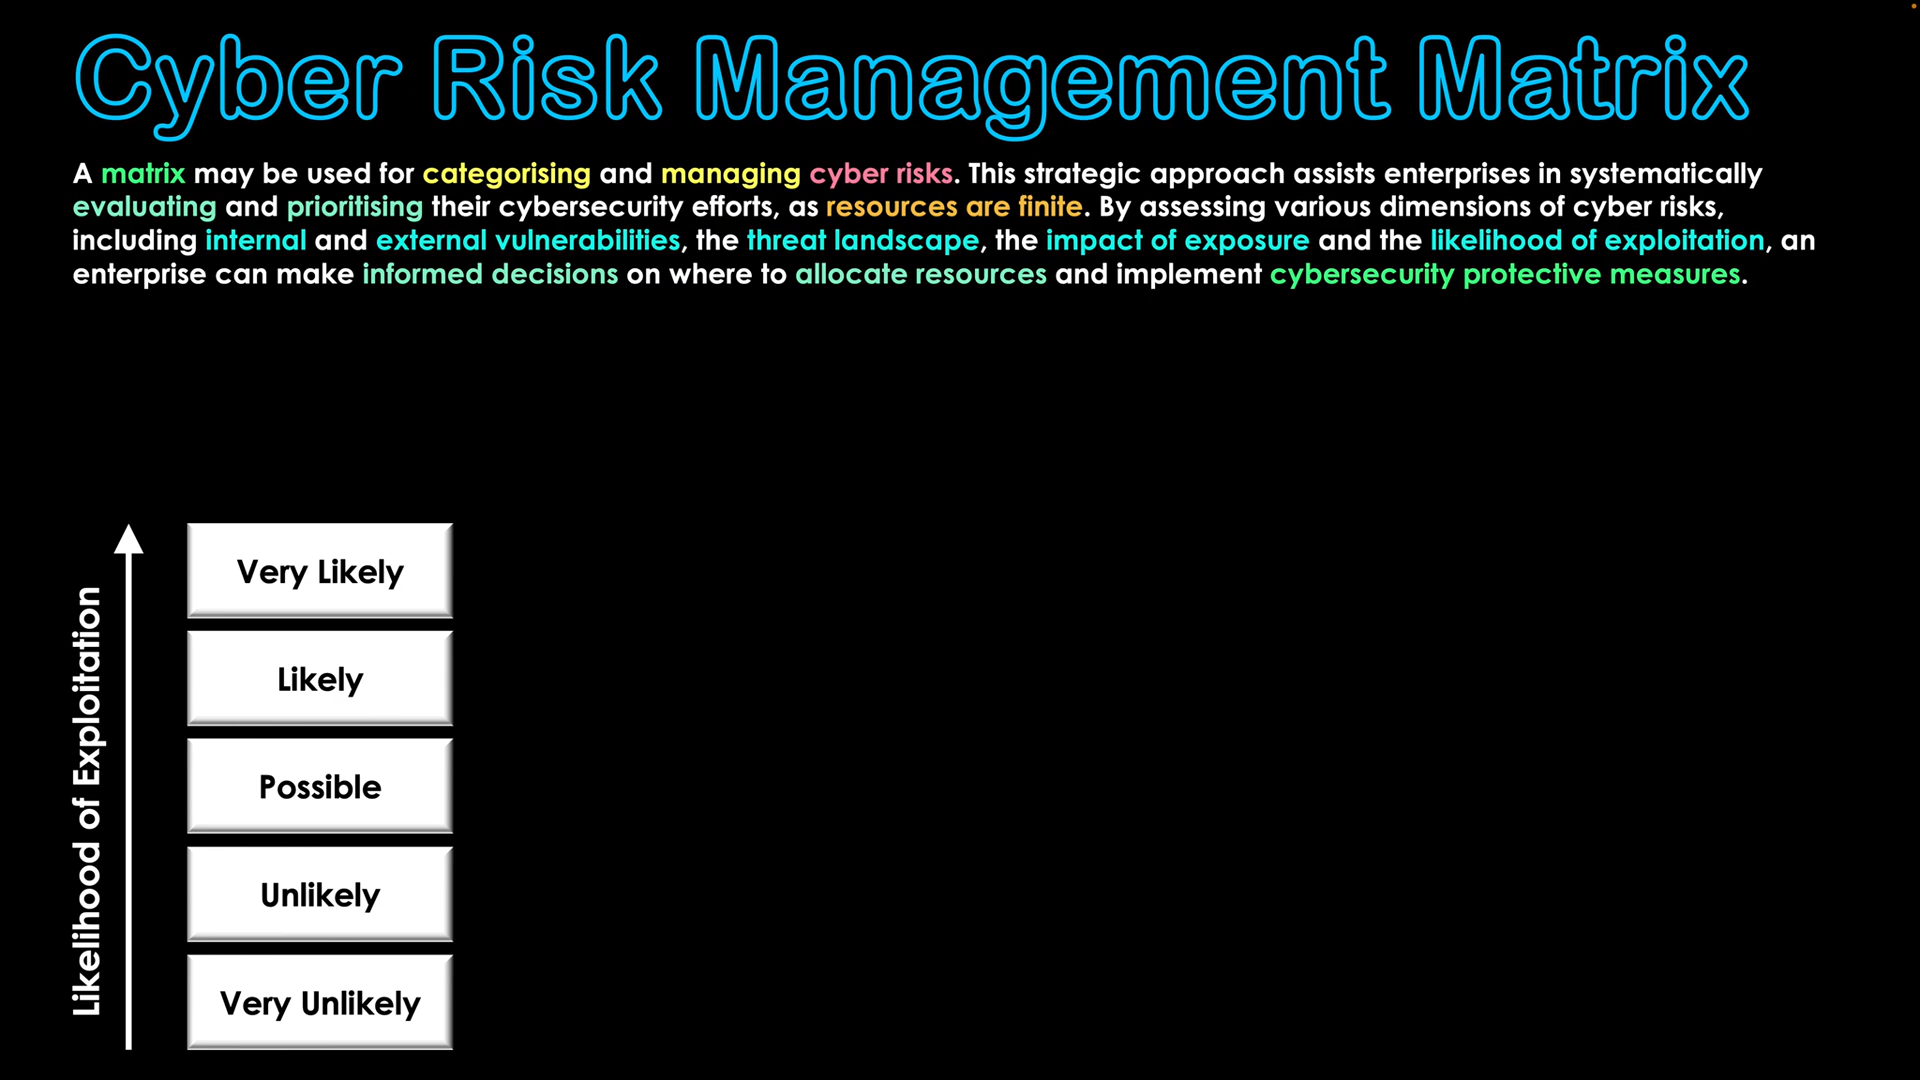 Cyber Risk Management Matrix
A matrix may be used for categorising and managing cyber risks. This strategic approach assists enterprises in systematically
evaluating and prioritising their cybersecurity efforts, as resources are finite. By assessing various dimensions of cyber risks,
including internal and external vulnerabilities, the threat landscape, the impact of exposure and the likelihood of exploitation, an
enterprise can make informed decisions on where to allocate resources and implement cybersecurity protective measures.
Likelihood of Exploitation
Very Likely
Likely
Possible
Unlikely
Very Unlikely